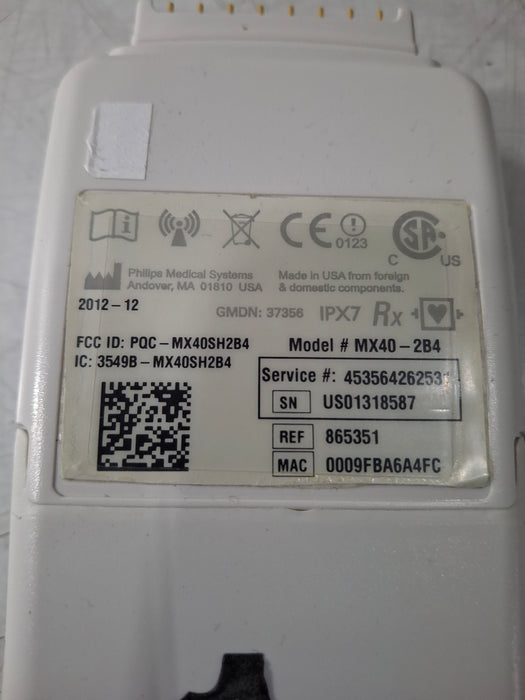 i
CE
0123
SP
C US
Philips Medical Systems
Andover, MA 01810 USA
Made in USA from foreign
& domestic components.
2012-12
GMDN: 37356 IPX7 Rx
FCC ID: PQC-MX40SH2B4
IC: 3549B-MX40SH2B4
Model # MX40-2B4
Service #: 453564262531
SN US01318587
REF 865351
MAC 0009FBA6A4FC